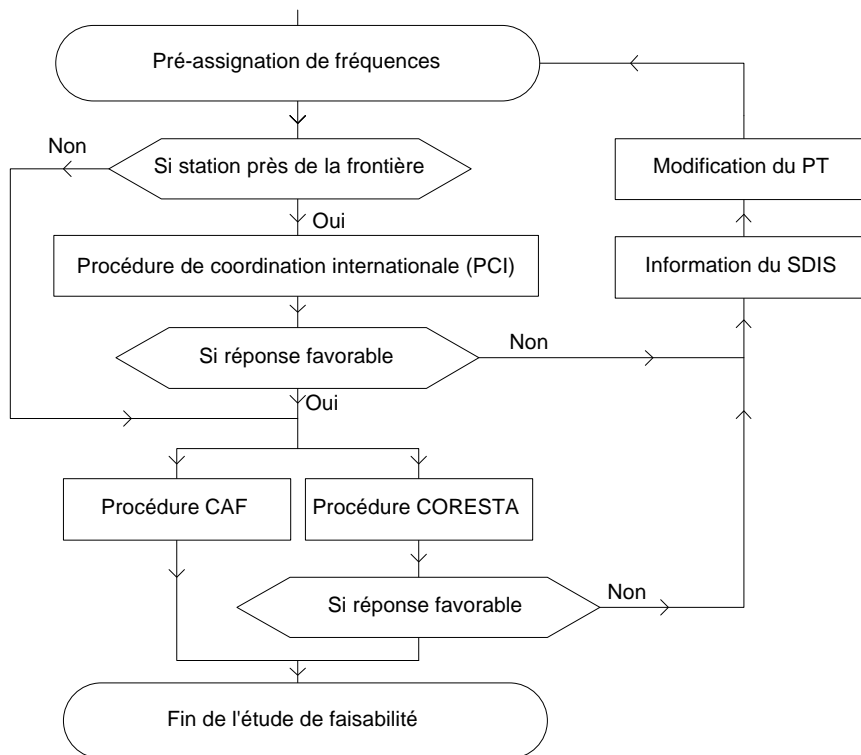 Pré-assignation de fréquences
Non
Si station près de la frontière
Modification du PT
Oui
Procédure de coordination internationale (PCI)
Information du SDIS
Si réponse favorable
Non
Oui
Procédure CAF
Procédure CORESTA
Si réponse favorable
Non
Fin de l'étude de faisabilité